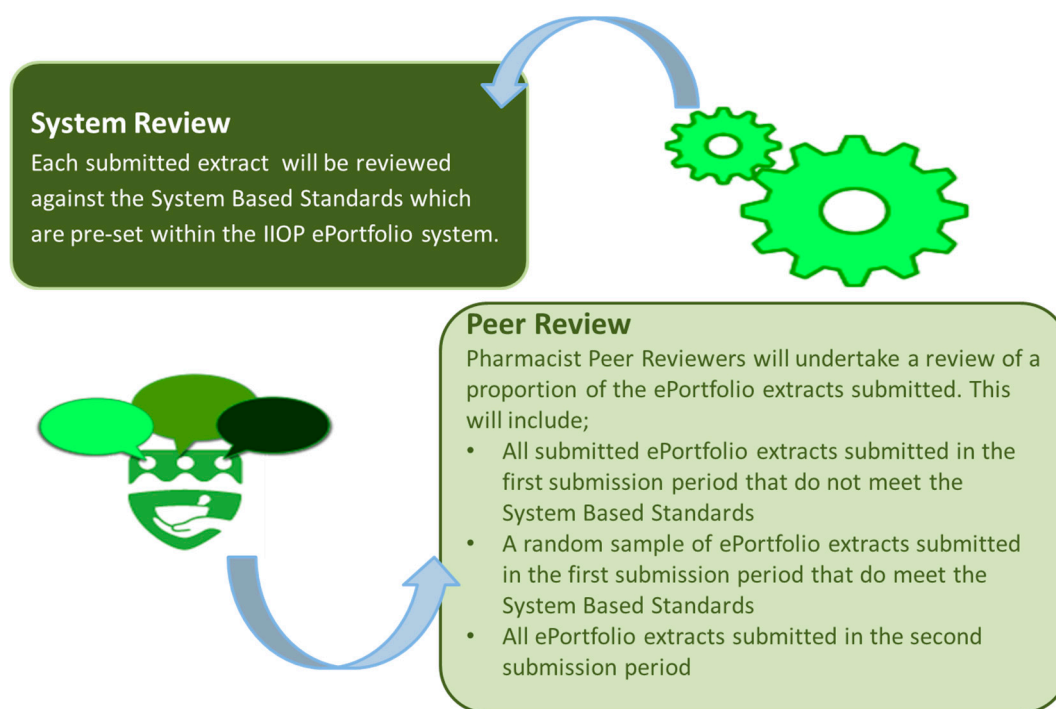 System Review
Each submitted extract will be reviewed
against the System Based Standards which
are pre-set within the IIOP ePortfolio system.
Peer Review
Pharmacist Peer Reviewers will undertake a review of a
proportion of the ePortfolio extracts submitted. This
will include;
• All submitted ePortfolio extracts submitted in the
first submission period that do not meet the
System Based Standards
• A random sample of ePortfolio extracts submitted
in the first submission period that do meet the
System Based Standards
• All ePortfolio extracts submitted in the second
submission period